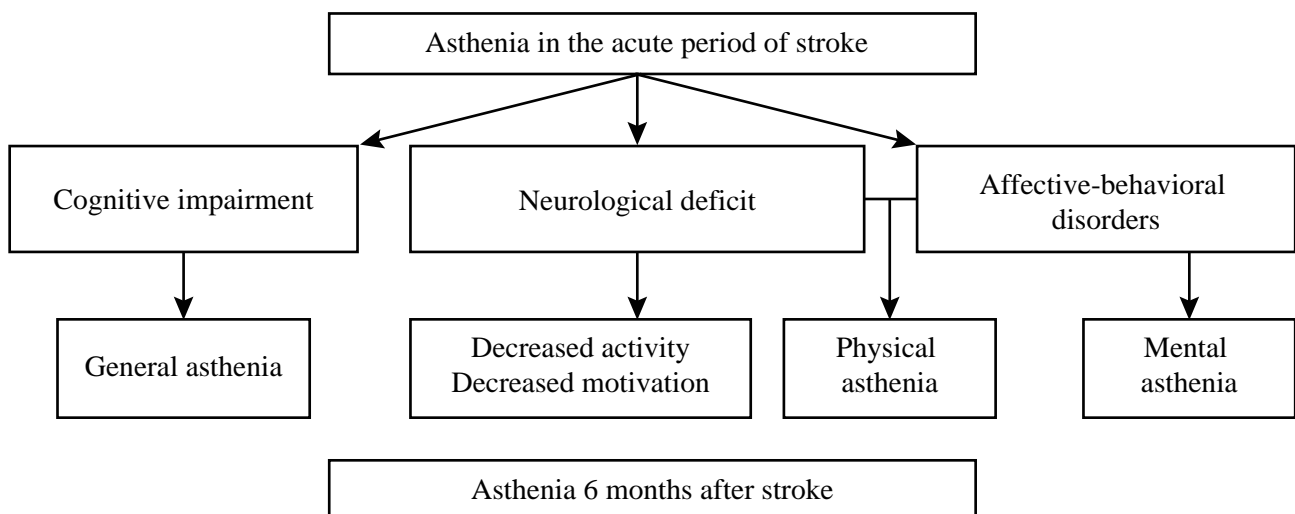 Asthenia in the acute period of stroke
Cognitive impairment
Neurological deficit
Affective-behavioral
disorders
General asthenia
Decreased activity
Decreased motivation
Physical
asthenia
Mental
asthenia
Asthenia 6 months after stroke